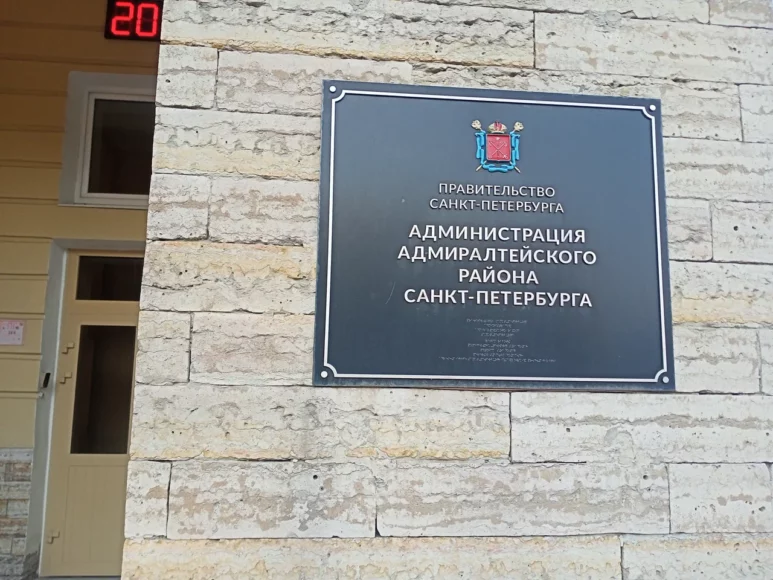 20
ПРАВИТЕЛЬСТВО
САНКТ-ПЕТЕРБУРГА
АДМИНИСТРАЦИЯ
АДМИРАЛТЕЙСКОГО
РАЙОНА
САНКТ-ПЕТЕРБУРГА